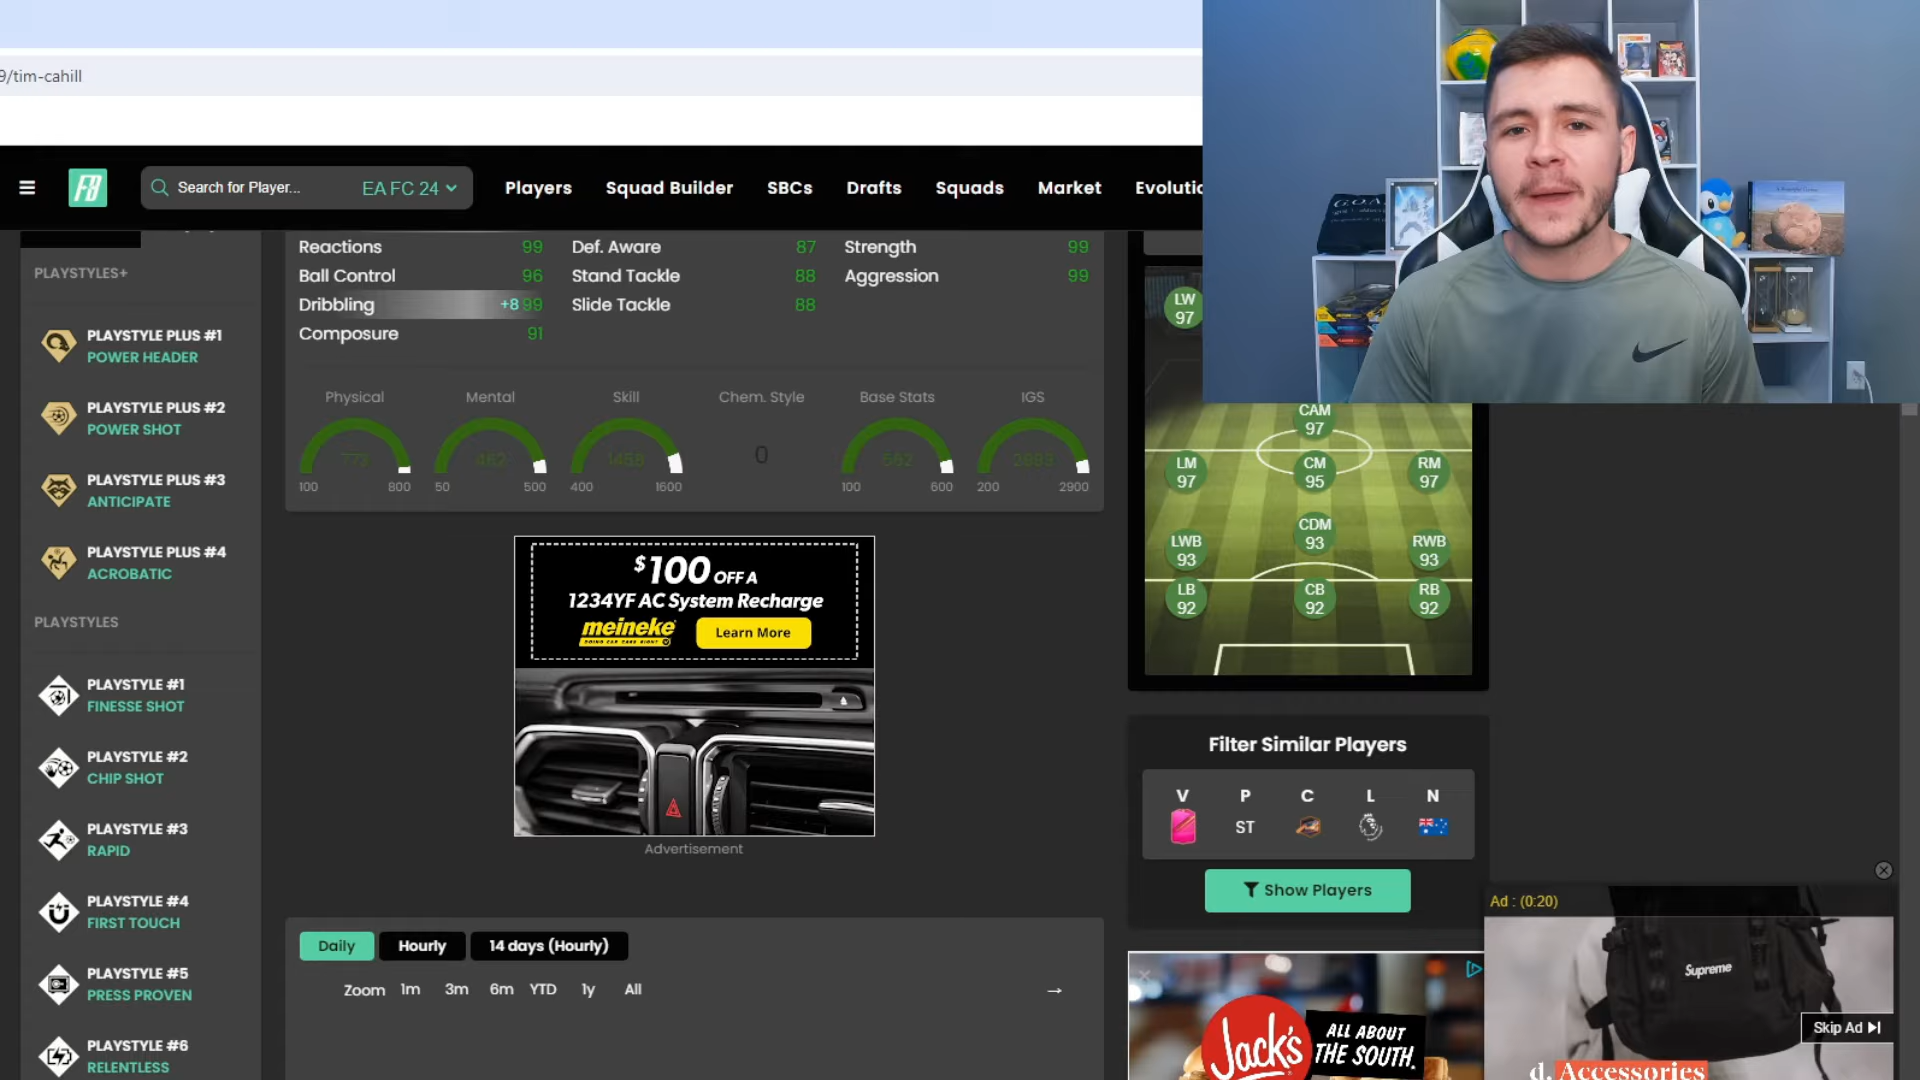 9/tim-cahill
FB
Search for Player...
EA FC 24
Players
Squad Builder
SBCs
Drafts
Squads
Market
Evolutio
PLAYSTYLES+
PLAYSTYLE PLUS #1
POWER HEADER
PLAYSTYLE PLUS #2
POWER SHOT
PLAYSTYLE PLUS #3
ANTICIPATE
PLAYSTYLE PLUS #4
ACROBATIC
PLAYSTYLES
PLAYSTYLE #1
FINESSE SHOT
PLAYSTYLE #2
CHIP SHOT
PLAYSTYLE #3
RAPID
PLAYSTYLE #4
FIRST TOUCH
PLAYSTYLE #5
PRESS PROVEN
PLAYSTYLE #6
RELENTLESS
Reactions 99
Ball Control 96
Dribbling +8 99
Composure 91
Def. Aware 87
Stand Tackle 88
Slide Tackle 88
Strength 99
Aggression 99
Physical
100 800
Mental
50 500
Skill
400 1600
Chem. Style
0
Base Stats
100 600
IGS
200 2900
$100 OFF A
1234YF AC System Recharge
meineke
Learn More
Advertisement
Daily
Hourly
14 days (Hourly)
Zoom 1m 3m 6m YTD 1y All
→
LW
97
CAM
97
LM
97
CM
95
RM
97
LWB
93
CDM
93
RWB
93
LB
92
CB
92
RB
92
Filter Similar Players
V P C L N
ST
Show Players
Jack's
ALL ABOUT
THE SOUTH.
Ad : (0:20)
Supreme
Skip Ad
d. Accessories
G.O.A